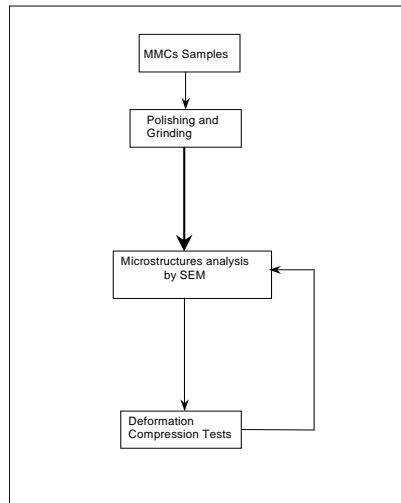 MMCs Samples
Polishing and
Grinding
Microstructures analysis
by SEM
Deformation
Compression Tests